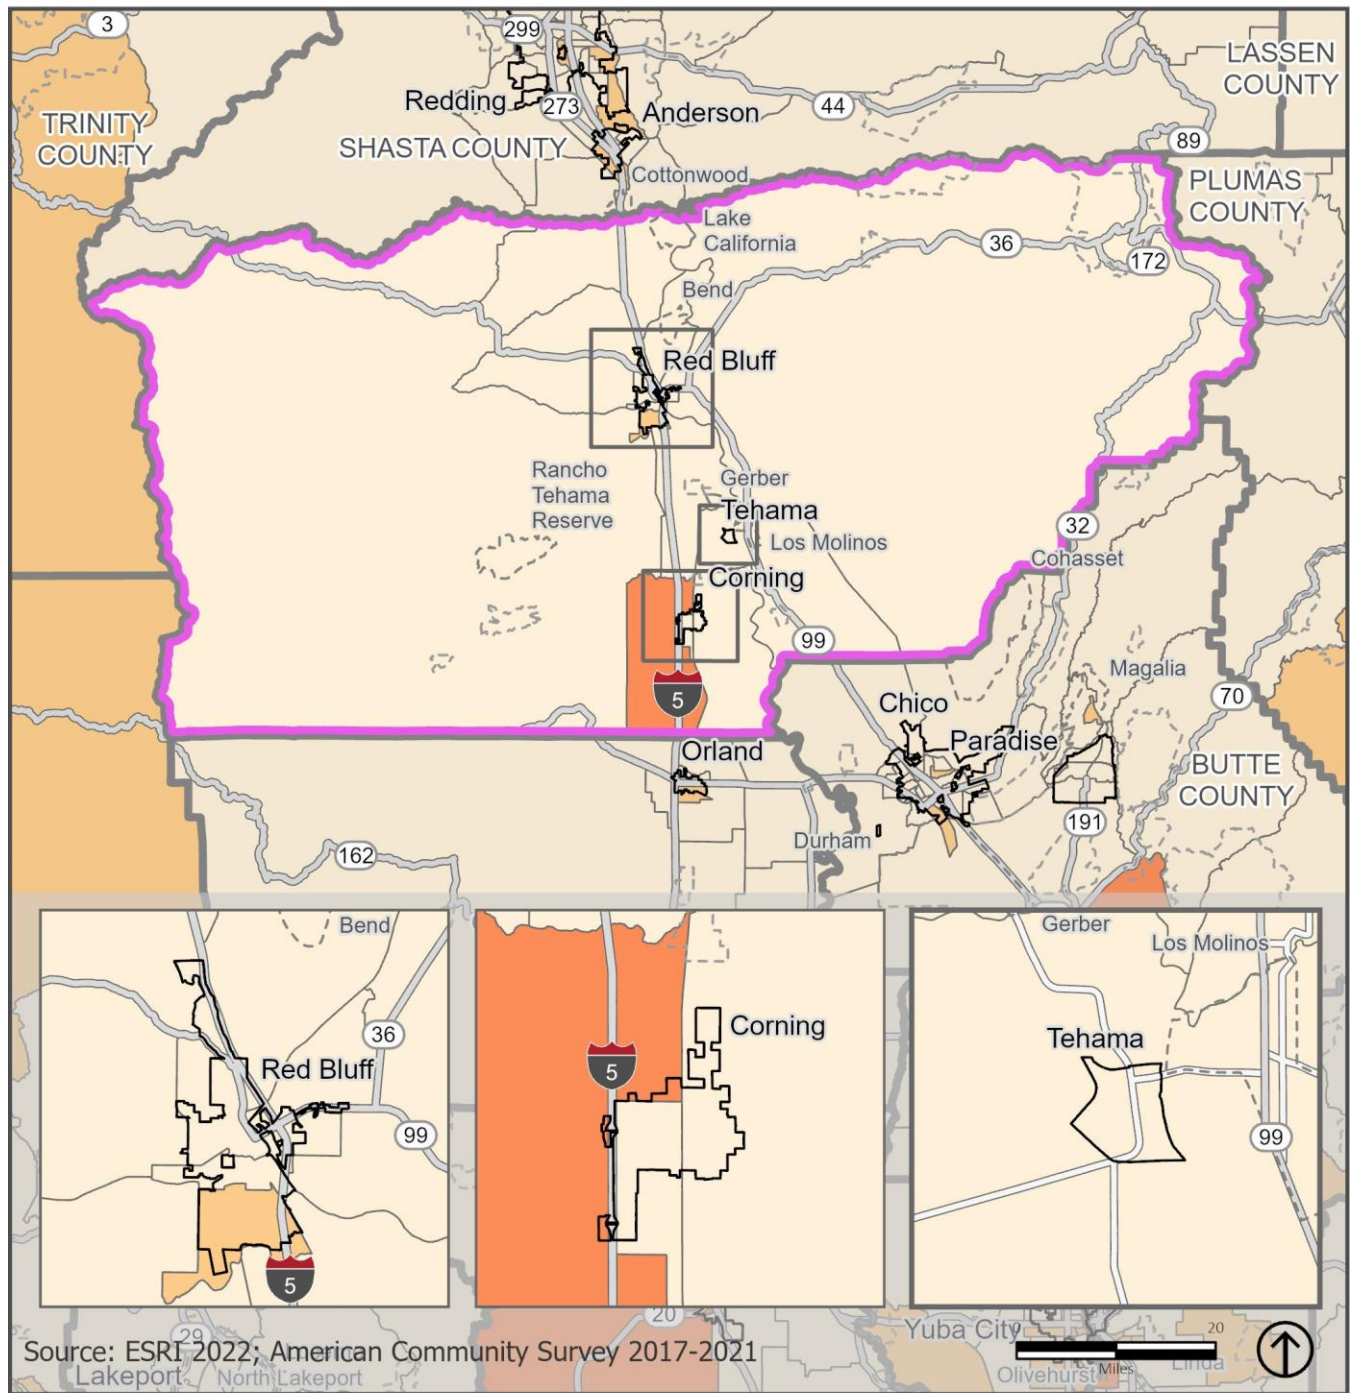 3
299
LASSEN
COUNTY
Redding
273
Anderson
44
TRINITY
COUNTY
SHASTA COUNTY
89
Cottonwood
PLUMAS
COUNTY
Lake
California
36
172
Bend
Red Bluff
Rancho
Tehama
Reserve
Gerber
Tehama
32
Los Molinos
Cohasset
Corning
99
Magalia
5
70
Chico
Orland
Paradise
BUTTE
COUNTY
191
Durham
162
Bend
36
Red Bluff
99
5
Corning
5
Gerber
Los Molinos
Tehama
99
20
29
Yuba City
20
Miles
Source: ESRI 2022; American Community Survey 2017-2021
Lakeport
North Lakeport
Olivehurst
Linda